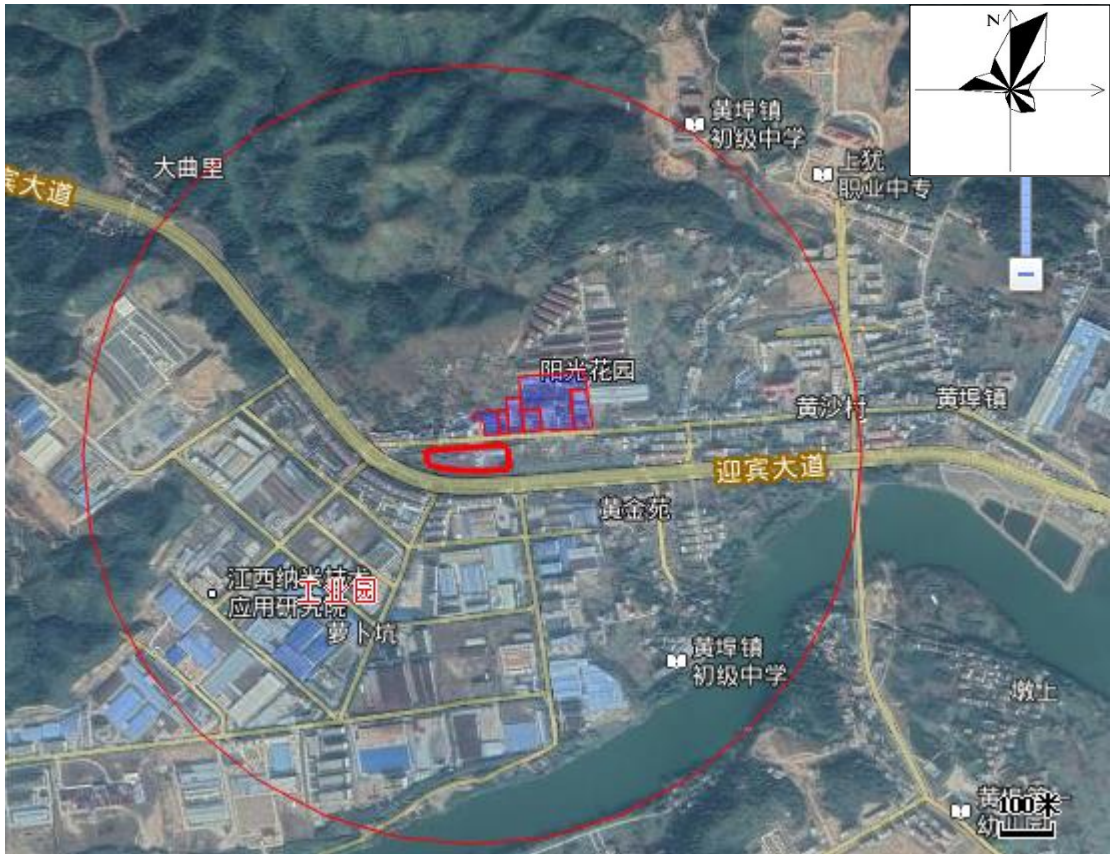 N
黄埠镇
初级中学
大曲里
上犹
职业中专
宾大道
阳光花园
黄沙村
黄埠镇
迎宾大道
黄金苑
江西纳米技术
应用研究院
工业园
萝卜坑
黄埠镇
初级中学
墩上
100米